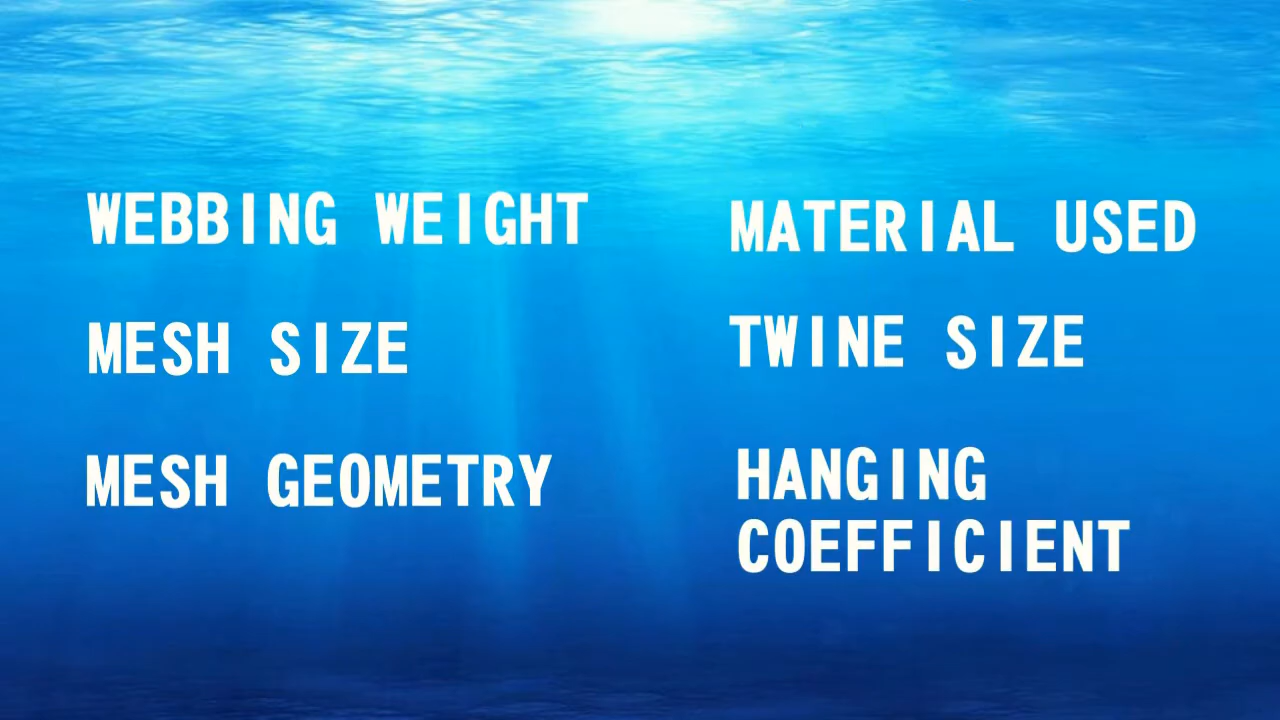 WEBBING WEIGHT
MESH SIZE
MESH GEOMETRY
MATERIAL USED
TWINE SIZE
HANGING
COEFFICIENT